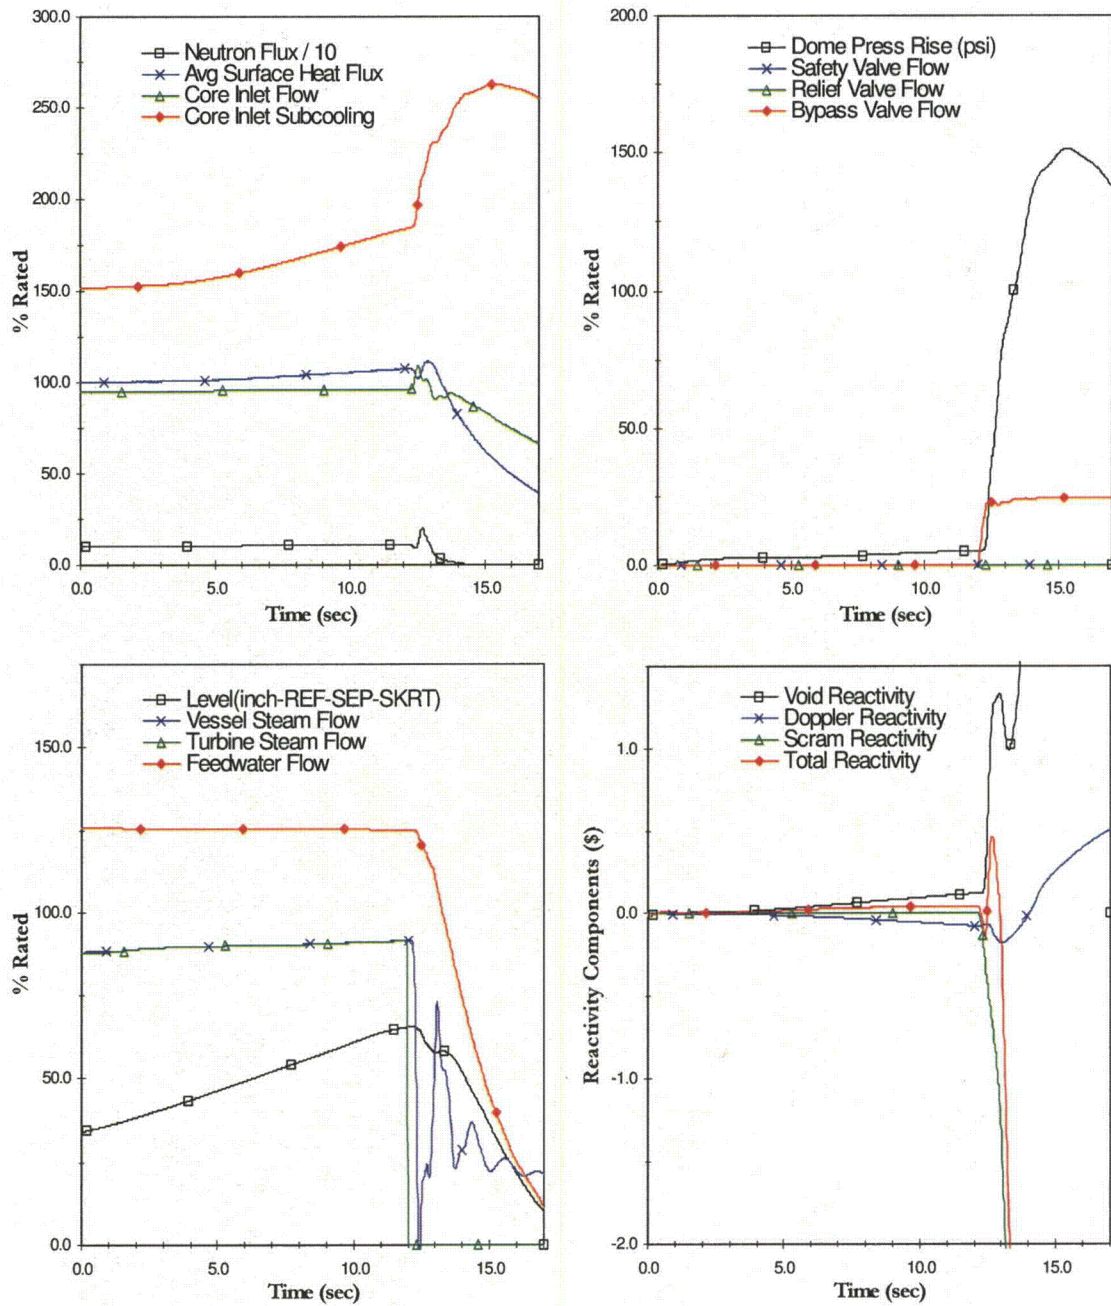 300.0
250.0
200.0
150.0
100.0
50.0
0.0
% Rated
Neutron Flux / 10
Avg Surface Heat Flux
Core Inlet Flow
Core Inlet Subcooling
0.0 5.0 10.0 15.0
Time (sec)
200.0
150.0
100.0
50.0
0.0
% Rated
Dome Press Rise (psi)
Safety Valve Flow
Relief Valve Flow
Bypass Valve Flow
0.0 5.0 10.0 15.0
Time (sec)
150.0
100.0
50.0
0.0
% Rated
Level(inch-REF-SEP-SKRT)
Vessel Steam Flow
Turbine Steam Flow
Feedwater Flow
0.0 5.0 10.0 15.0
Time (sec)
1.0
0.0
-1.0
-2.0
Reactivity Components ($)
Void Reactivity
Doppler Reactivity
Scram Reactivity
Total Reactivity
0.0 5.0 10.0 15.0
Time (sec)